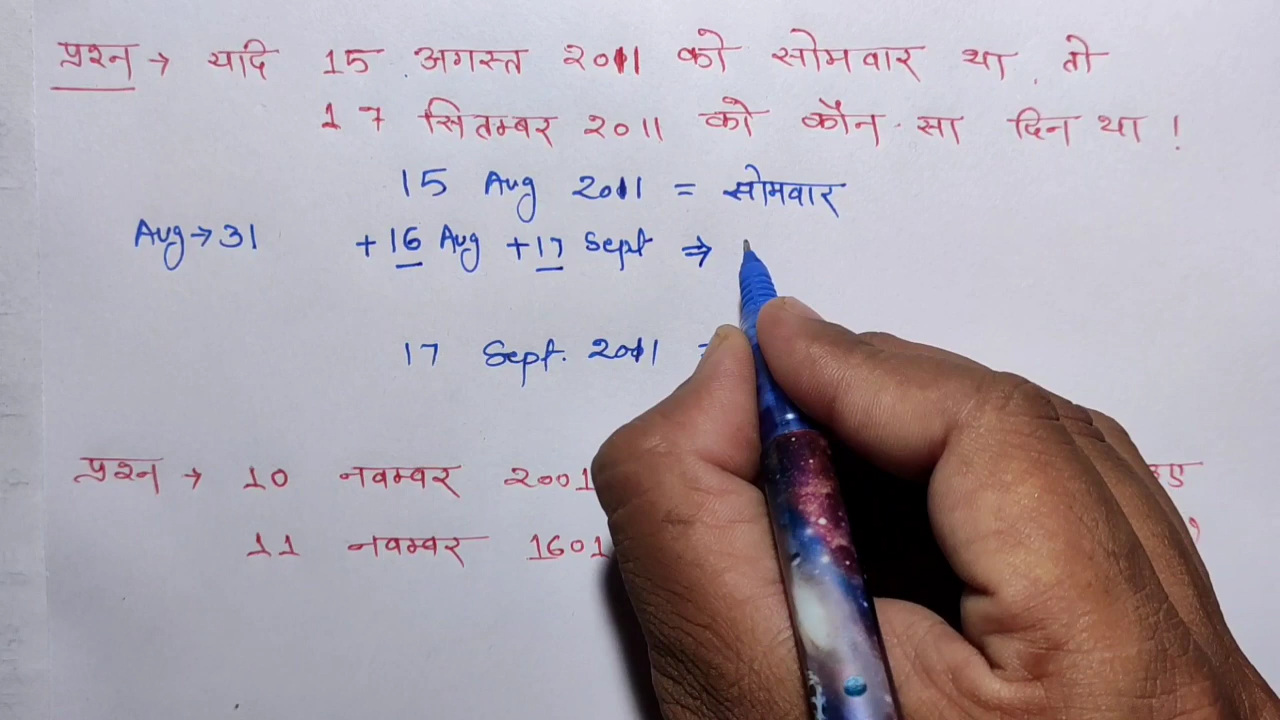 प्रश्न → यदि 15 अगस्त 2011 को सोमवार था, तो
17 सितम्बर 2011 को कौन-सा दिन था !
15 Aug 2011 = सोमवार
Aug→31 +16 Aug +17 Sept ⇒
17 Sept. 2011 =
प्रश्न → 10 नवम्बर 2001
11 नवम्बर 1601 ?